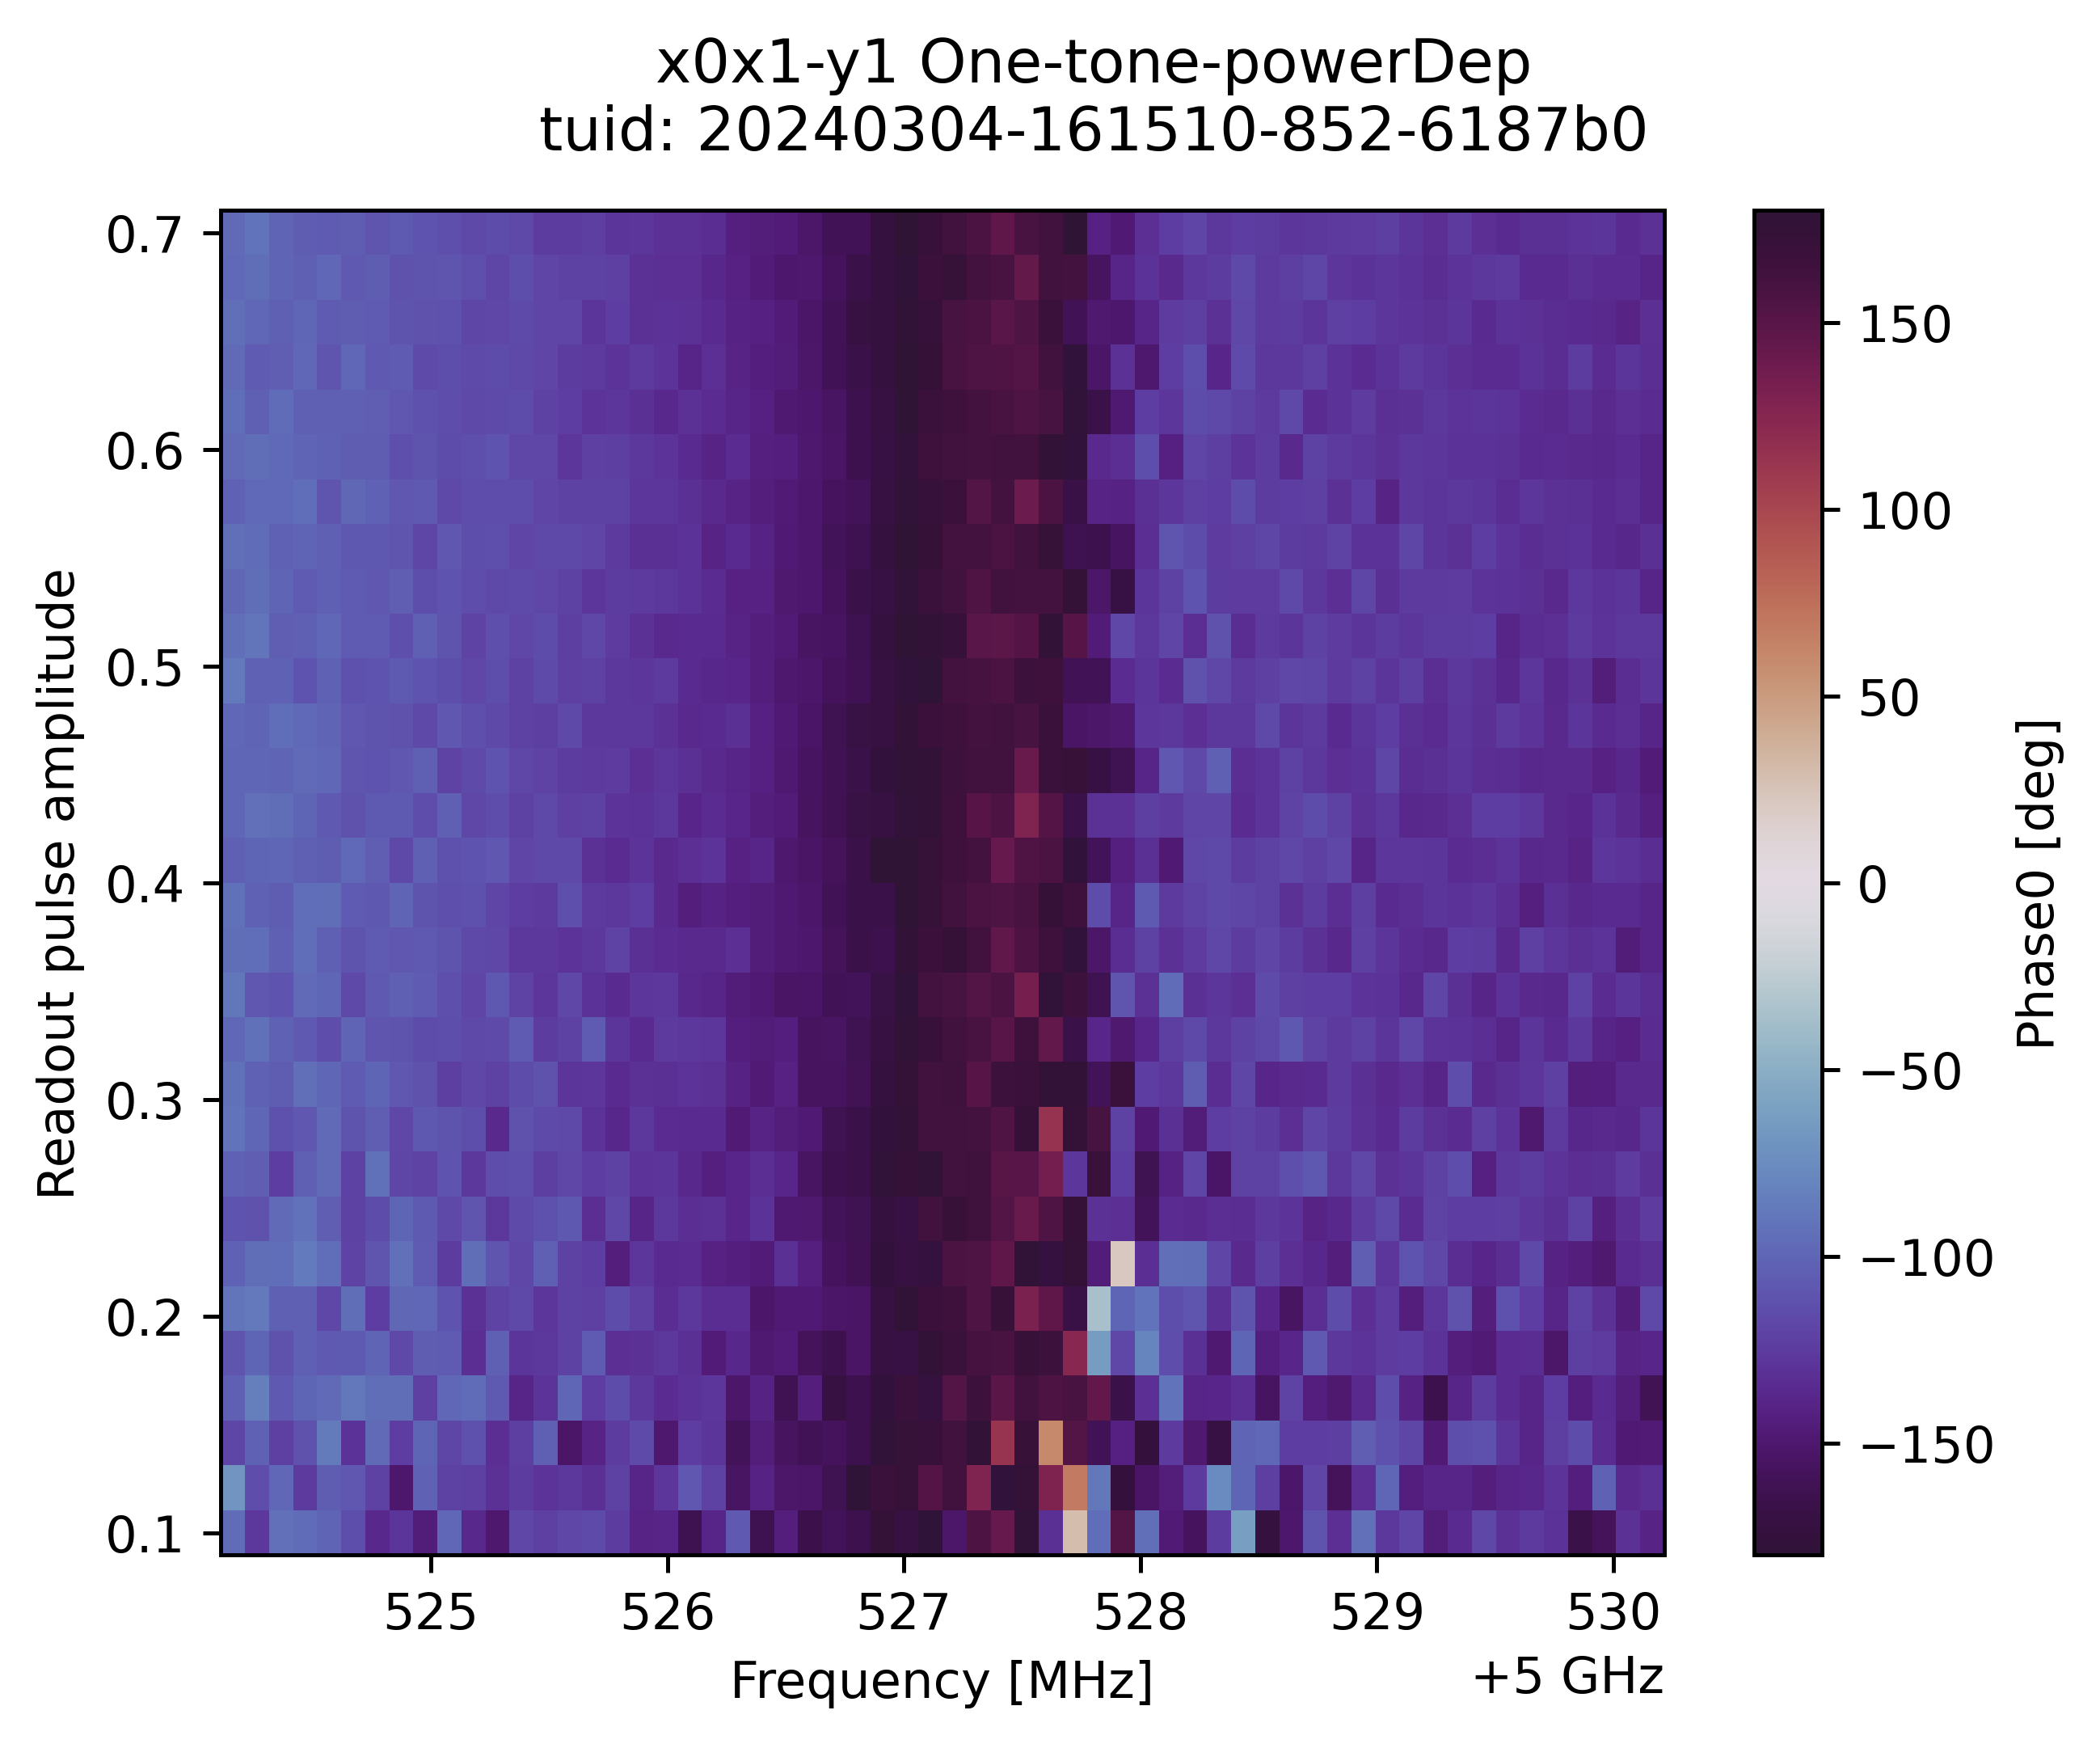 x0x1-y1 One-tone-powerDep
tuid: 20240304-161510-852-6187b0
Readout pulse amplitude
0.7
0.6
0.5
0.4
0.3
0.2
0.1
525 526 527 528 529 530
Frequency [MHz]
+5 GHz
150
100
50
0
−50
−100
−150
Phase0 [deg]